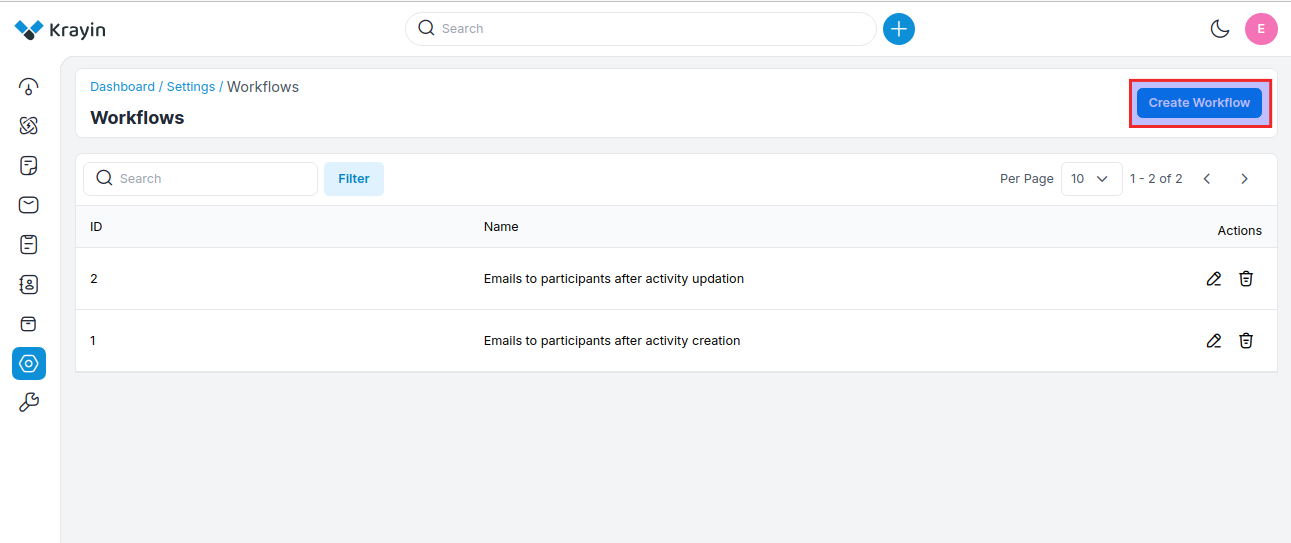 Krayin
Search
E
Dashboard / Settings / Workflows
Workflows
Create Workflow
Search
Filter
Per Page
10
1 - 2 of 2
ID
Name
Actions
2
Emails to participants after activity updation
1
Emails to participants after activity creation